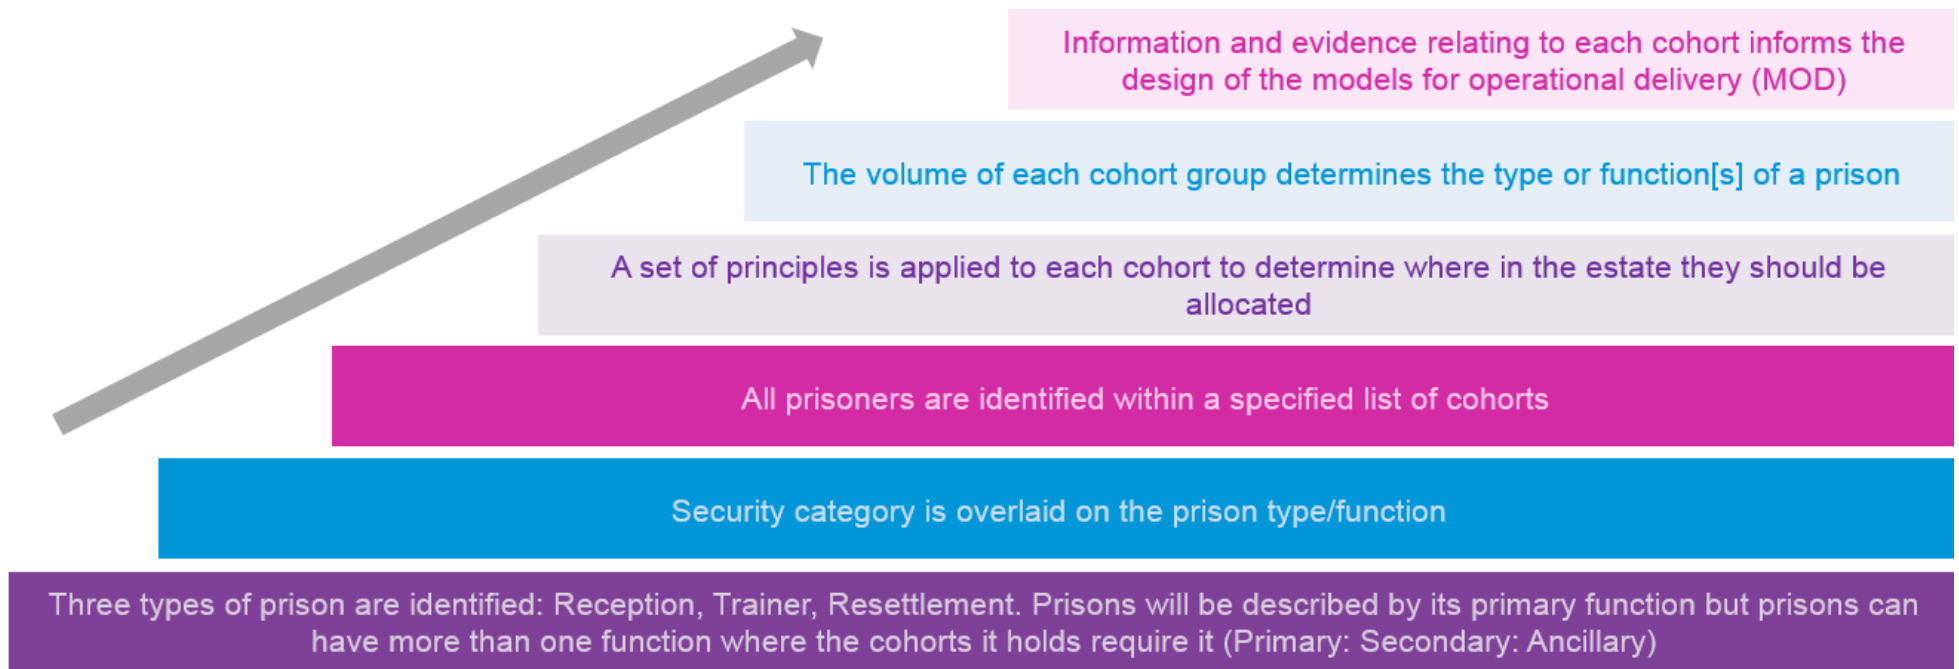 Information and evidence relating to each cohort informs the
design of the models for operational delivery (MOD)
The volume of each cohort group determines the type or function[s] of a prison
A set of principles is applied to each cohort to determine where in the estate they should be
allocated
All prisoners are identified within a specified list of cohorts
Security category is overlaid on the prison type/function
Three types of prison are identified: Reception, Trainer, Resettlement. Prisons will be described by its primary function but prisons can
have more than one function where the cohorts it holds require it (Primary: Secondary: Ancillary)